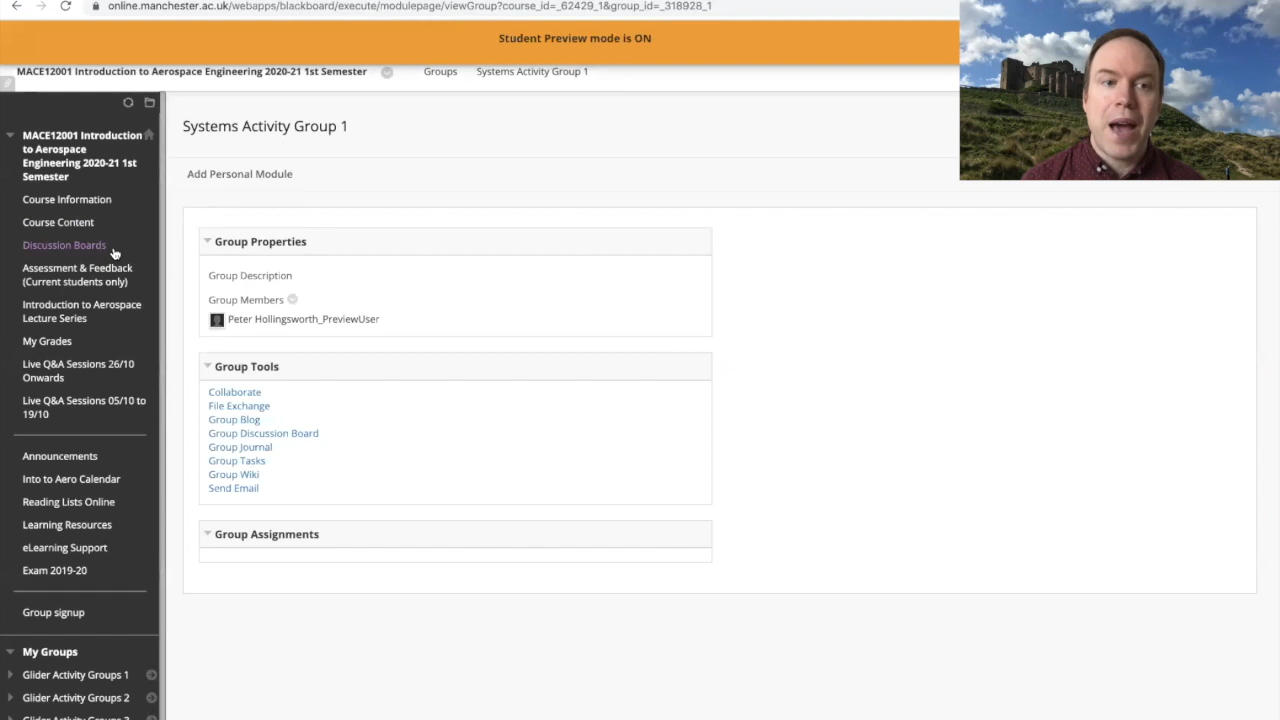 online.manchester.ac.uk/webapps/blackboard/execute/modulepage/viewGroup?course_id=_62429_1&group_id=_318928_1
Student Preview mode is ON
MACE12001 Introduction to Aerospace Engineering 2020-21 1st Semester Groups Systems Activity Group 1
MACE12001 Introduction
to Aerospace
Engineering 2020-21 1st
Semester
Course Information
Course Content
Discussion Boards
Assessment & Feedback
(Current students only)
Introduction to Aerospace
Lecture Series
My Grades
Live Q&A Sessions 26/10
Onwards
Live Q&A Sessions 05/10 to
19/10
Announcements
Into to Aero Calendar
Reading Lists Online
Learning Resources
eLearning Support
Exam 2019-20
Group signup
My Groups
Glider Activity Groups 1
Glider Activity Groups 2
Glider Activity Groups 3
Systems Activity Group 1
Add Personal Module
Group Properties
Group Description
Group Members
Peter Hollingsworth_PreviewUser
Group Tools
Collaborate
File Exchange
Group Blog
Group Discussion Board
Group Journal
Group Tasks
Group Wiki
Send Email
Group Assignments